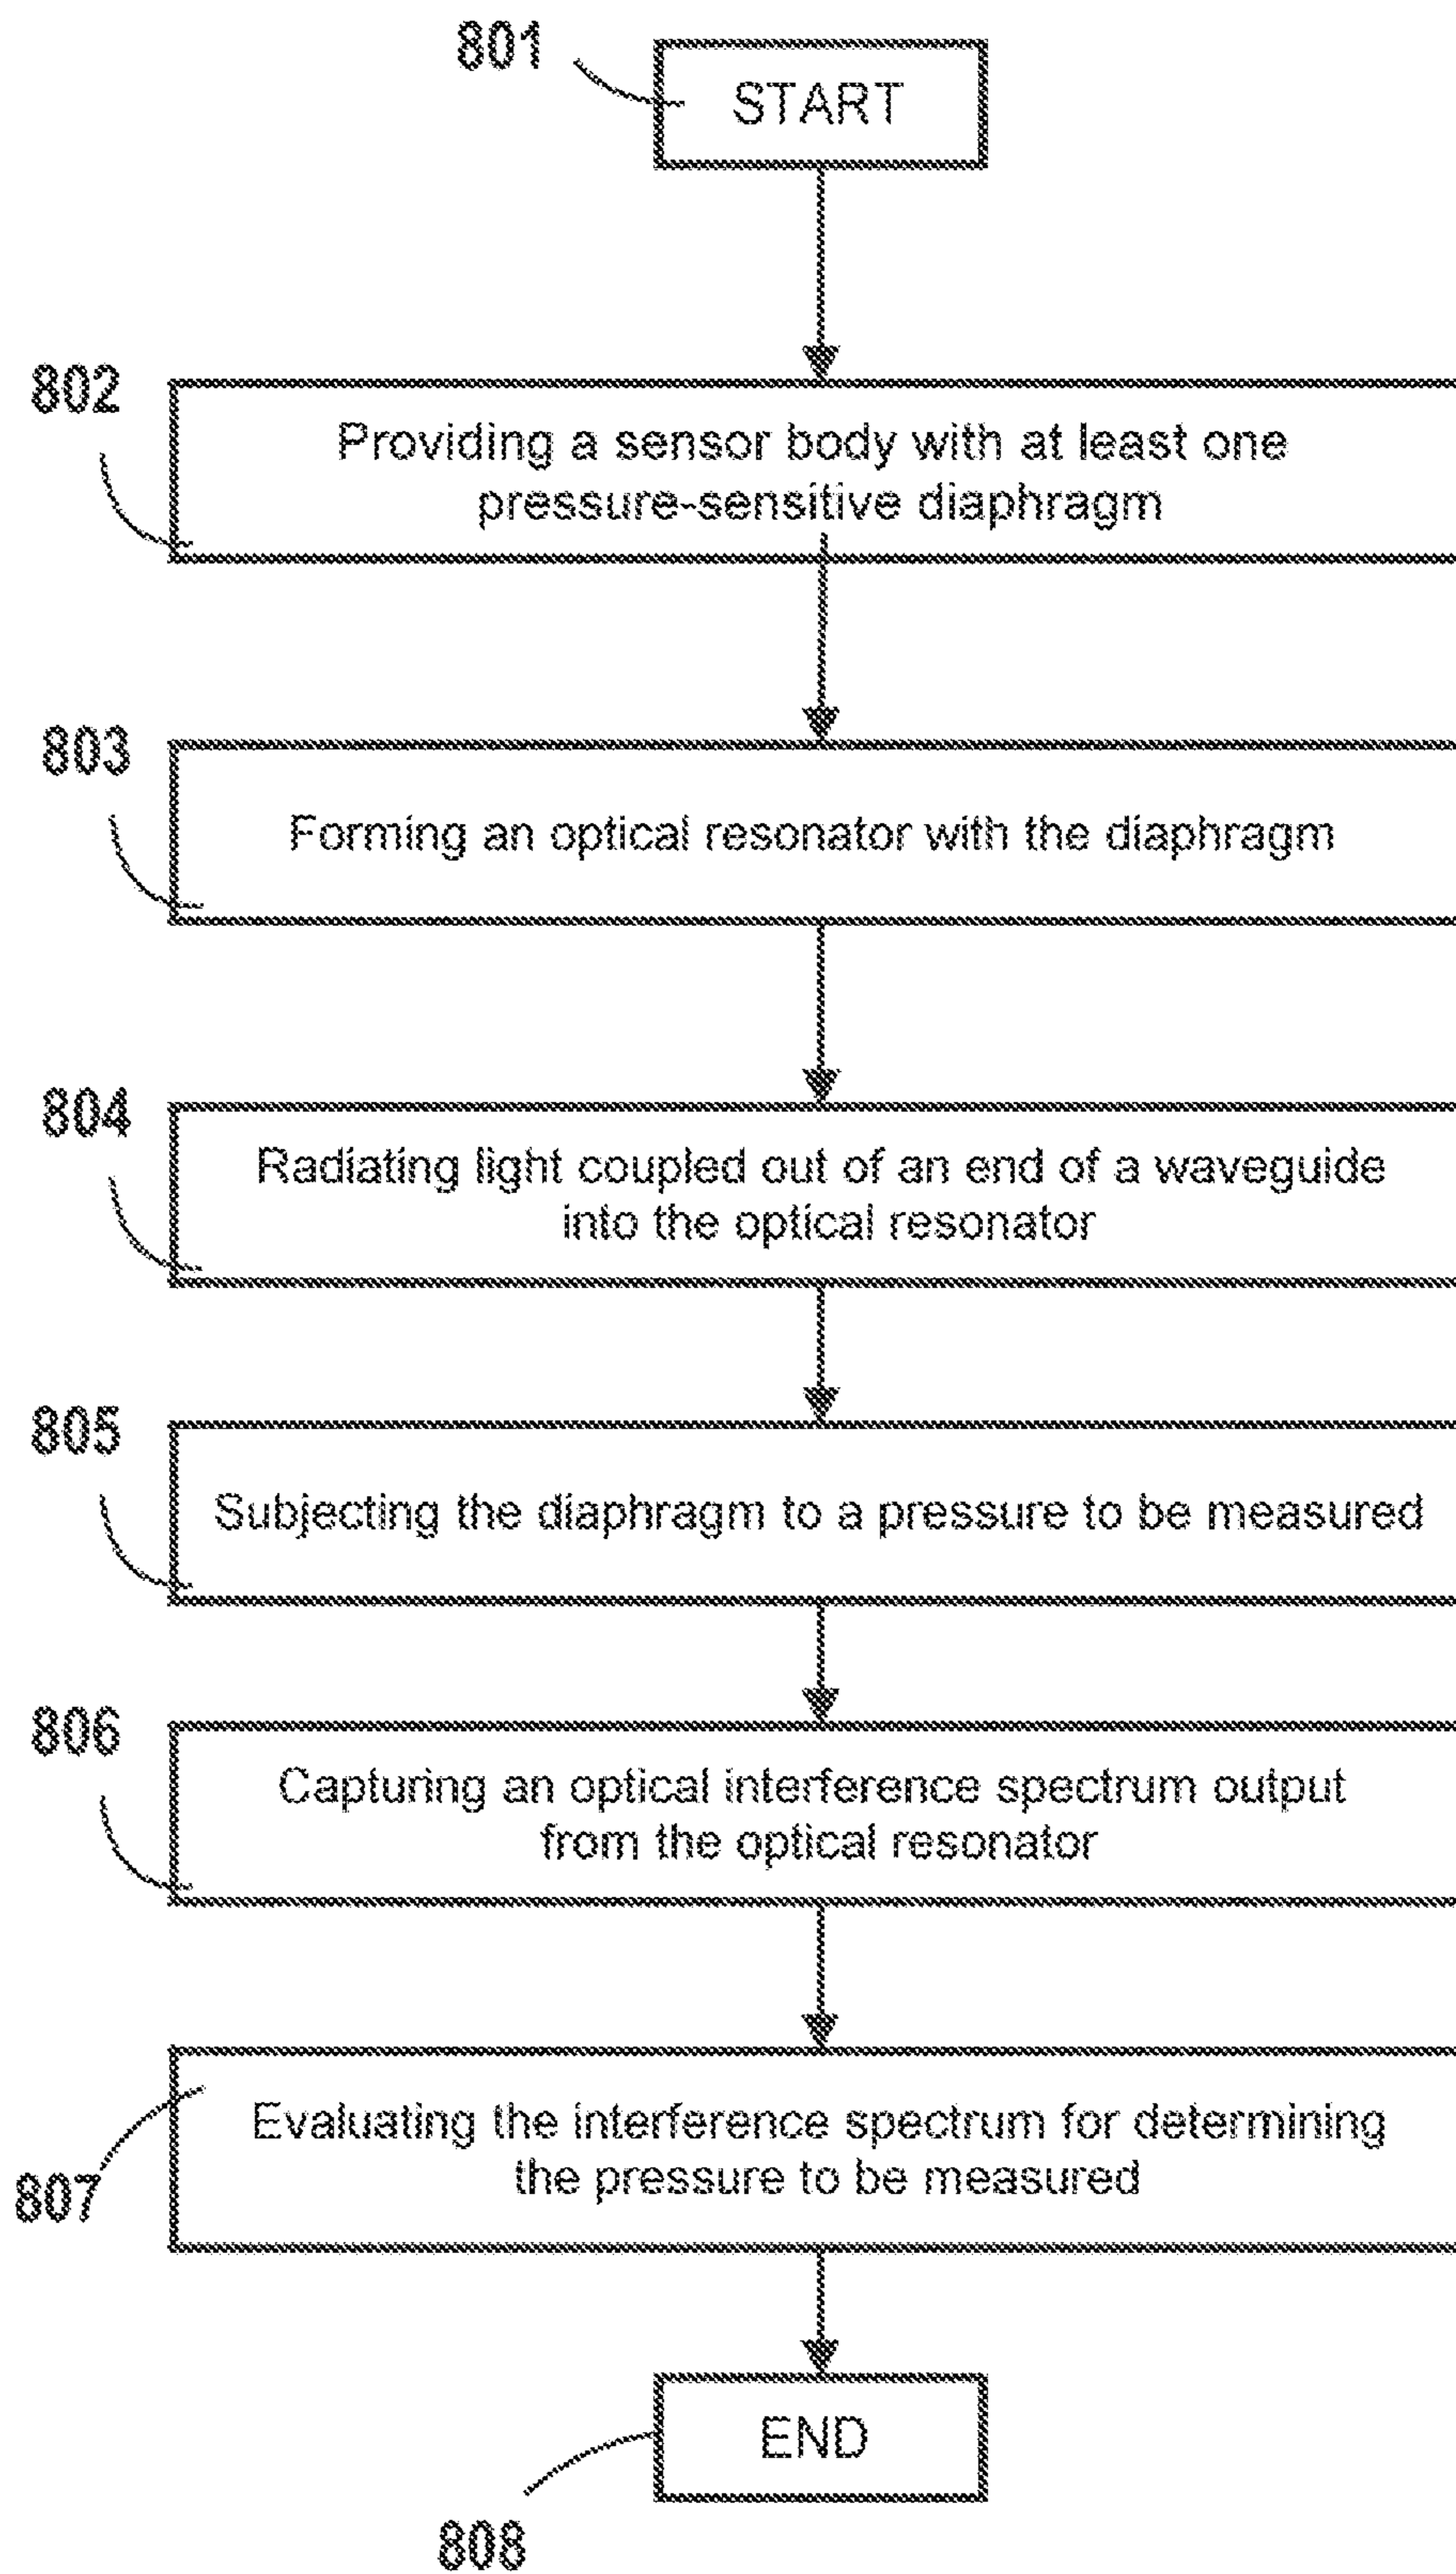 801
START
802
Providing a sensor body with at least one
pressure-sensitive diaphragm
803
Forming an optical resonator with the diaphragm
804
Radiating light coupled out of an end of a waveguide
into the optical resonator
805
Subjecting the diaphragm to a pressure to be measured
806
Capturing an optical interference spectrum output
from the optical resonator
807
Evaluating the interference spectrum for determining
the pressure to be measured
END
808